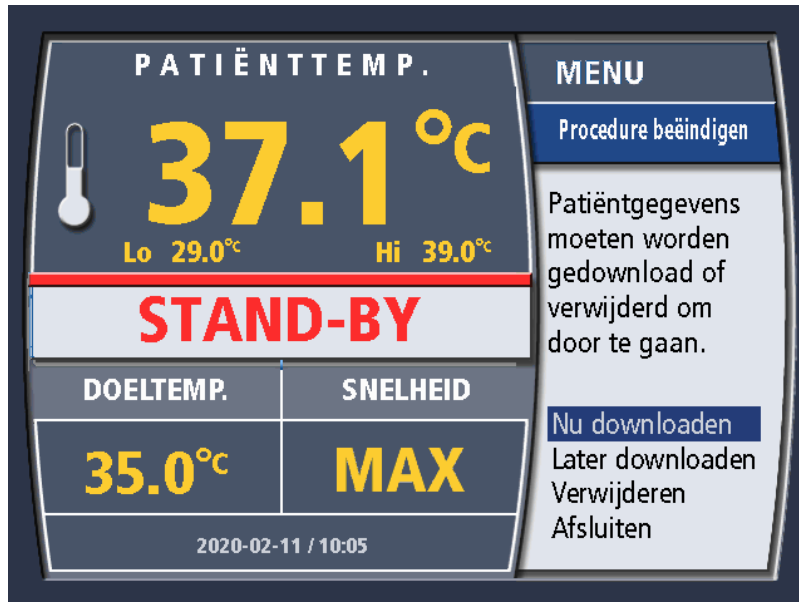 PATIËNTTEMP.
37.1°C
Lo 29.0°C
Hi 39.0°C
STAND-BY
DOELTEMP.
SNELHEID
35.0°C
MAX
2020-02-11 / 10:05
MENU
Procedure beëindigen
Patiëntgegevens
moeten worden
gedownload of
verwijderd om
door te gaan.
Nu downloaden
Later downloaden
Verwijderen
Afsluiten